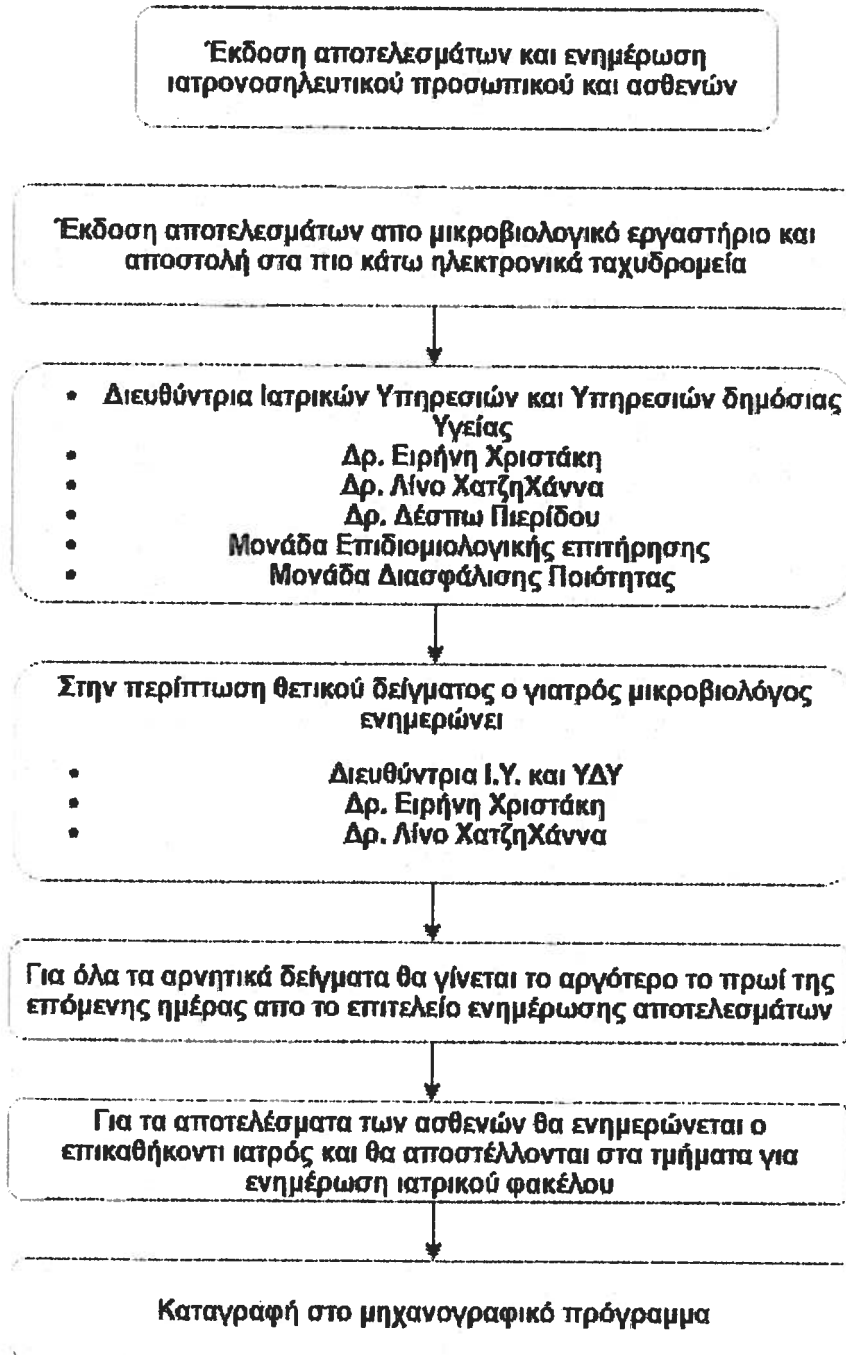 Έκδοση αποτελεσμάτων και ενημέρωση
ιατρονοσηλευτικού προσωπικού και ασθενών
Έκδοση αποτελεσμάτων απο μικροβιολογικό εργαστήριο και
αποστολή στα πιο κάτω ηλεκτρονικά ταχυδρομεία
• Διευθύντρια Ιατρικών Υπηρεσιών και Υπηρεσιών δημόσιας
Υγείας
• Δρ. Ειρήνη Χριστάκη
• Δρ. Λίνο ΧατζηΧάννα
• Δρ. Δέσπω Πιερίδου
• Μονάδα Επιδιομιολογικής επιτήρησης
• Μονάδα Διασφάλισης Ποιότητας
Στην περίπτωση θετικού δείγματος ο γιατρός μικροβιολόγος
ενημερώνει
• Διευθύντρια Ι.Υ. και ΥΔΥ
• Δρ. Ειρήνη Χριστάκη
• Δρ. Λίνο ΧατζηΧάννα
Για όλα τα αρνητικά δείγματα θα γίνεται το αργότερο το πρωί της
επόμενης ημέρας απο το επιτελείο ενημέρωσης αποτελεσμάτων
Για τα αποτελέσματα των ασθενών θα ενημερώνεται ο
επικαθήκοντι ιατρός και θα αποστέλλονται στα τμήματα για
ενημέρωση ιατρικού φακέλου
Καταγραφή στο μηχανογραφικό πρόγραμμα